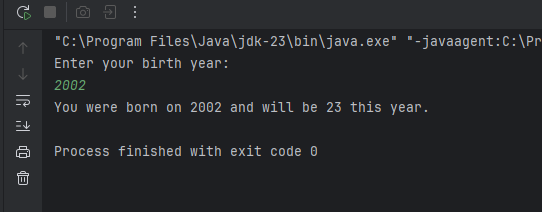 "C:\Program Files\Java\jdk-23\bin\java.exe" "-javaagent:C:\Pr
Enter your birth year:
2002
You were born on 2002 and will be 23 this year.
Process finished with exit code 0